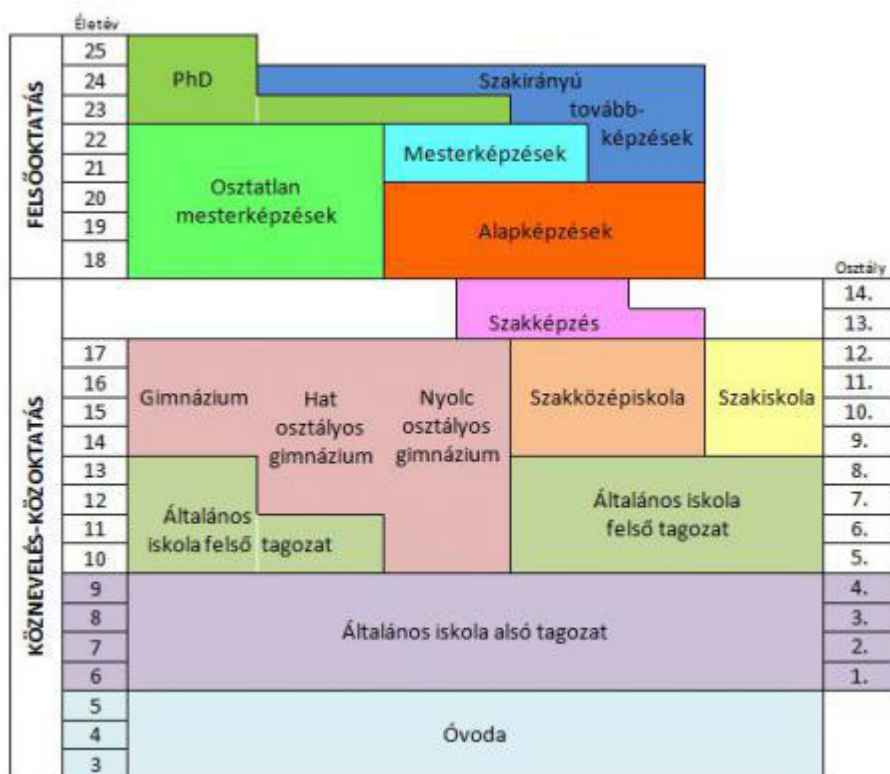 Életév
25
24
23
22
21
20
19
18
17
16
15
14
13
12
11
10
9
8
7
6
5
4
3
FELSŐOKTATÁS
KÖZNEVELÉS-KÖZOKTATÁS
PhD
Szakirányú
tovább-
képzések
Mesterképzések
Osztatlan
mesterképzések
Alapképzések
Szakképzés
Gimnázium
Hat
osztályos
gimnázium
Nyolc
osztályos
gimnázium
Szakközépiskola
Szakiskola
Általános
iskola felső tagozat
Általános iskola
felső tagozat
Általános iskola alsó tagozat
Óvoda
Osztály
14.
13.
12.
11.
10.
9.
8.
7.
6.
5.
4.
3.
2.
1.